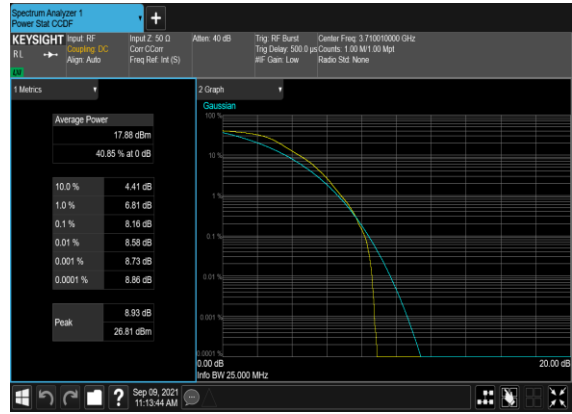 Spectrum Analyzer 1
Power Stat CCDF
KEYSIGHT
RL
Input: RF
Coupling: DC
Align: Auto
Input Z: 50 Ω
Corr CCorr
Freq Ref: Int (S)
Atten: 40 dB
Trig: RF Burst
Trig Delay: 500.0 µs
#IF Gain: Low
Center Freq: 3.710010000 GHz
Counts: 1.00 M/1.00 Mpt
Radio Std: None
1 Metrics
Average Power
17.88 dBm
40.85 % at 0 dB
10.0 % 4.41 dB
1.0 % 6.81 dB
0.1 % 8.16 dB
0.01 % 8.58 dB
0.001 % 8.73 dB
0.0001 % 8.86 dB
Peak
8.93 dB
26.81 dBm
2 Graph
Gaussian
100 %
10 %
1 %
0.1 %
0.01 %
0.001 %
0.0001 %
0.00 dB
20.00 dB
Info BW 25.000 MHz
?
Sep 09, 2021
11:13:44 AM